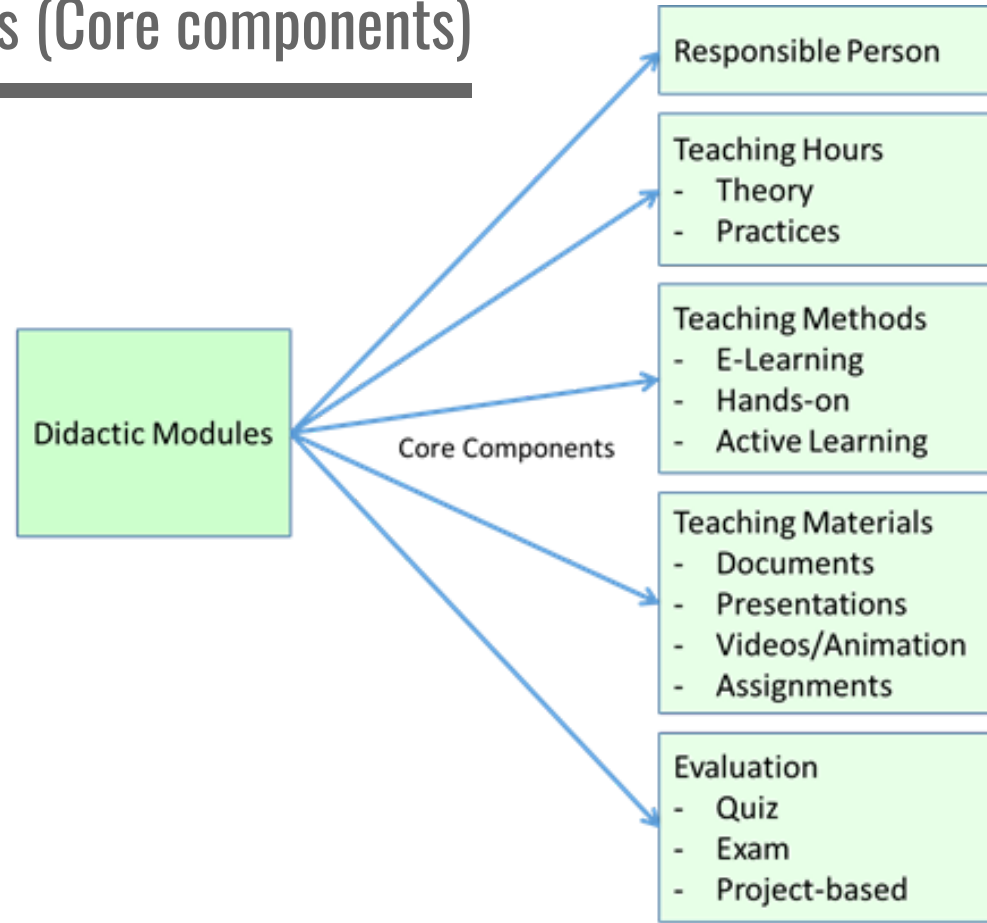 s (Core components)
Responsible Person
Teaching Hours
- Theory
- Practices
Teaching Methods
- E-Learning
- Hands-on
- Active Learning
Didactic Modules
Core Components
Teaching Materials
- Documents
- Presentations
- Videos/Animation
- Assignments
Evaluation
- Quiz
- Exam
- Project-based